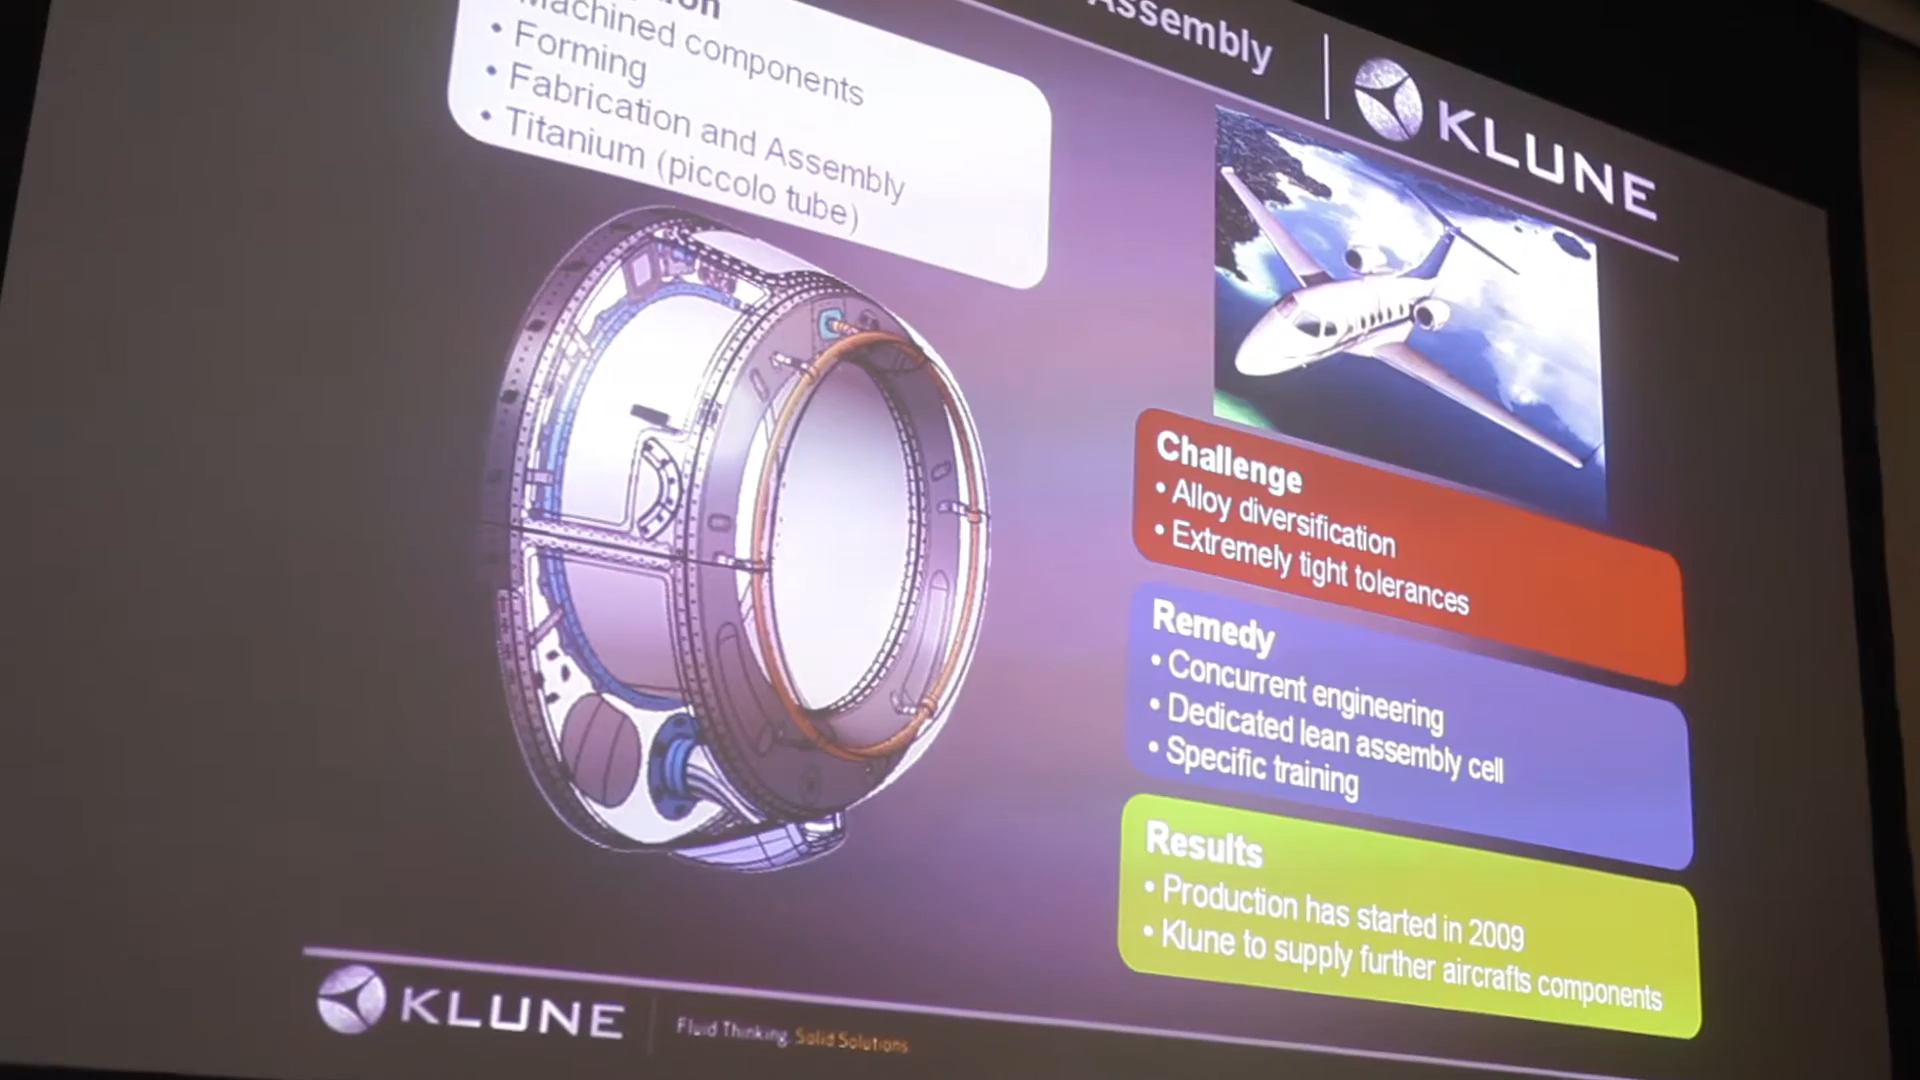 Assembly
KLUNE
Machined components
• Forming
• Fabrication and Assembly
• Titanium (piccolo tube)
Challenge
• Alloy diversification
• Extremely tight tolerances
Remedy
• Concurrent engineering
• Dedicated lean assembly cell
• Specific training
Results
• Production has started in 2009
• Klune to supply further aircrafts components
KLUNE
Fluid Thinking. Solid Solutions.